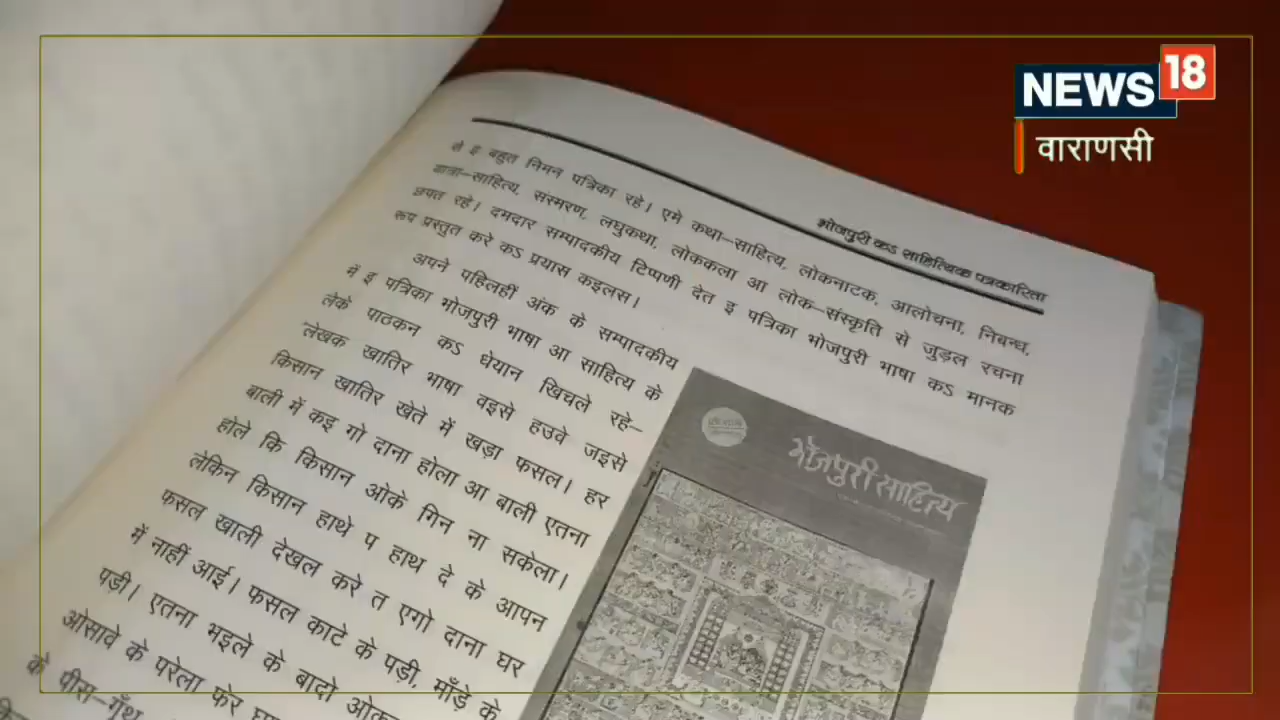 NEWS 18
वाराणसी
भोजपुरी कऽ साहित्यिक पत्रकारिता
इ बहुत निमन पत्रिका रहे। एमे कथा–साहित्य, लोकनाटक, आलोचना, निबन्ध,
यात्रा–साहित्य, संस्मरण, लघुकथा, लोककला आ लोक–संस्कृति से जुड़ल रचना
छपत रहे। दमदार सम्पादकीय टिप्पणी देत इ पत्रिका भोजपुरी भाषा कऽ मानक
रूप प्रस्तुत करे कऽ प्रयास कइलस।
अपने पहिलहीं अंक के सम्पादकीय
में इ पत्रिका भोजपुरी भाषा आ साहित्य के
लेके पाठकन कऽ धेयान खिचले रहे–
लेखक खातिर भाषा वइसे हउवे जइसे
किसान खातिर खेते में खड़ा फसल। हर
बाली में कइ गो दाना होला आ बाली एतना
होले कि किसान ओके गिन ना सकेला।
लेकिन किसान हाथे प हाथ दे के आपन
फसल खाली देखल करे त एगो दाना घर
में नाहीं आई। फसल काटे के पड़ी, माँड़े के
पड़ी। एतना भइले के बादो
ओसावे के परेला फेर
के पीस–गूँथ
भोजपुरी साहित्य